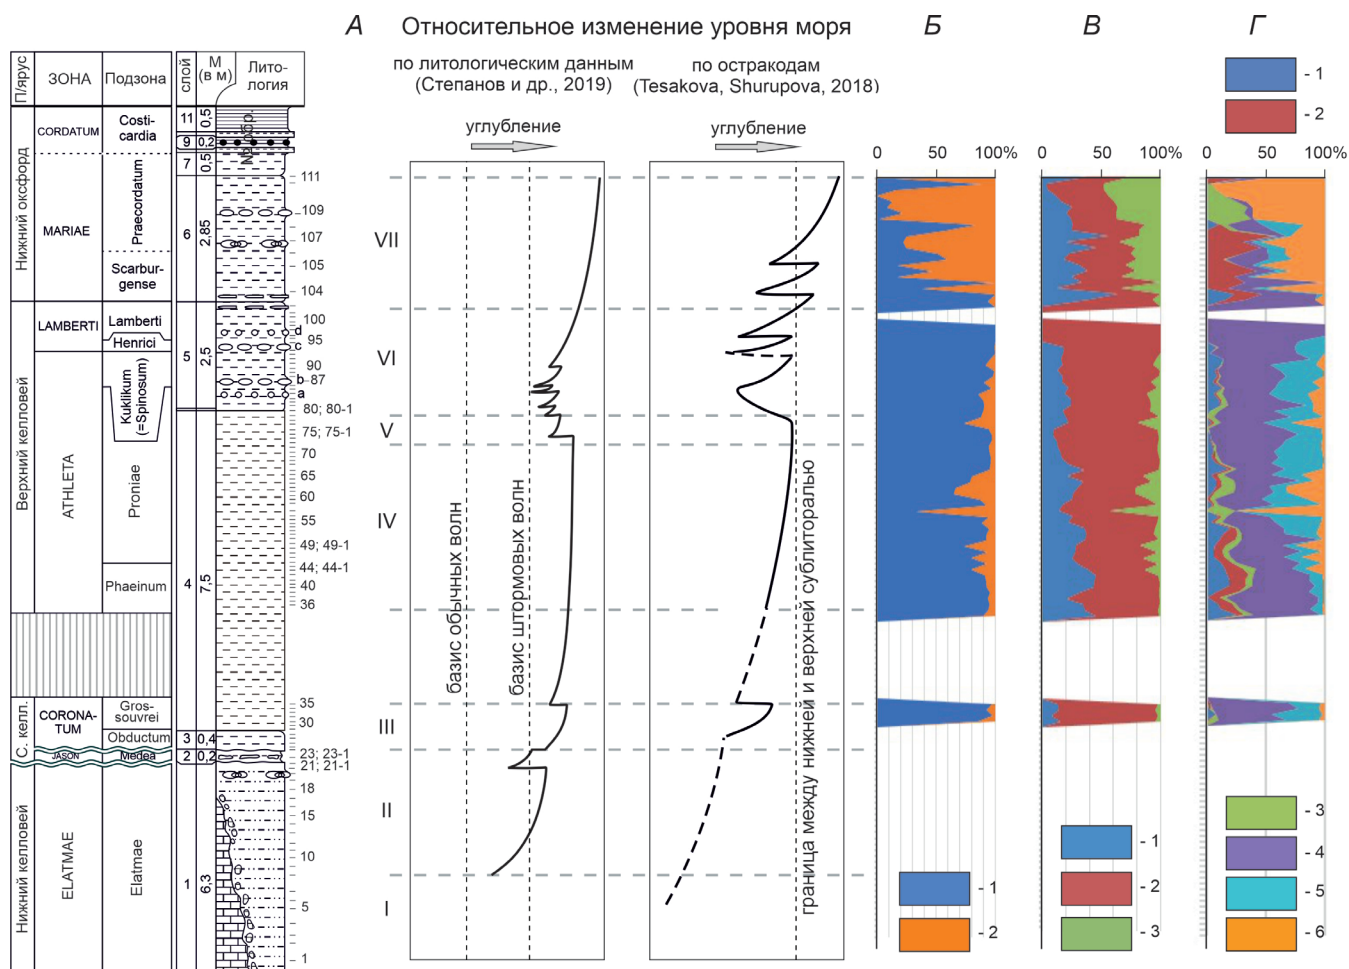 А
Относительное изменение уровня моря
Б
В
Г
по литологическим данным
(Степанов и др., 2019)
по остракодам
(Tesakova, Shurupova, 2018)
углубление
углубление
- 1
- 2
0 50 100%
0 50 100%
0 50 100%
П/ярус
ЗОНА
Подзона
слой
М
(в м)
Лито-
логия
Нижний оксфорд
CORDATUM
Costi-
cardia
11
0,5
9
0,2
MARIAE
Praecordatum
7
0,5
6
2,85
Scarbur-
gense
Верхний келловей
LAMBERTI
Lamberti
Henrici
5
2,5
ATHLETA
Kuklikum
(=Spinosum)
Proniae
Phaeinum
4
7,5
С. келл.
CORONA-
TUM
Gros-
souvrei
Obductum
3
0,4
JASON
Medea
2
0,2
Нижний келловей
ELATMAE
Elatmae
1
6,3
111
109
107
105
104
100
d
95
c
90
b
87
a
80; 80-1
75; 75-1
70
65
60
55
49; 49-1
44; 44-1
40
36
35
30
23; 23-1
21; 21-1
18
15
10
5
1
VII
VI
V
IV
III
II
I
базис обычных волн
базис штормовых волн
граница между нижней и верхней сублиторалью
- 1
- 2
- 1
- 2
- 3
- 3
- 4
- 5
- 6